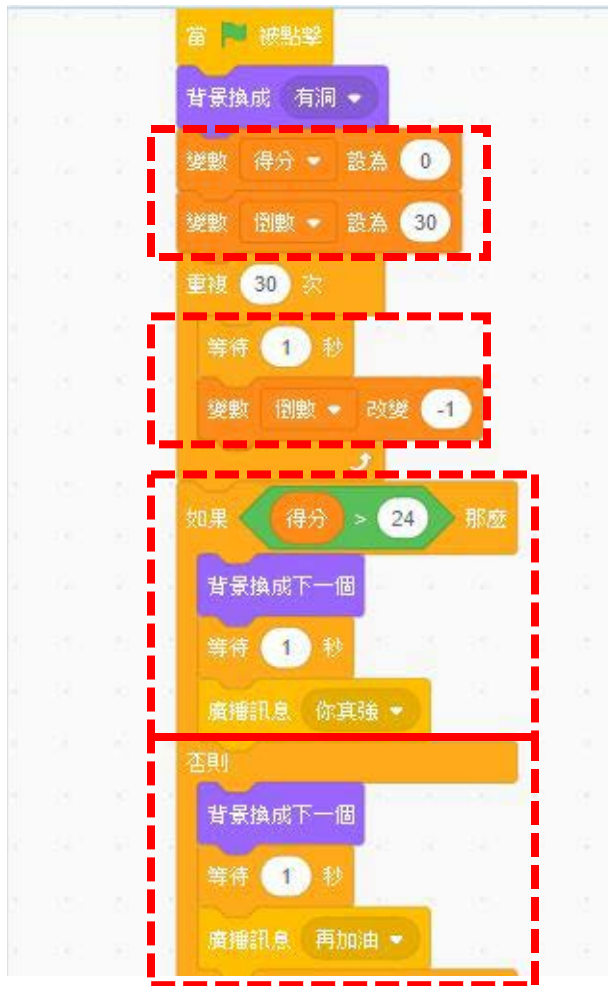 當 被點擊
背景換成 有洞
變數 得分 設為 0
變數 倒數 設為 30
重複 30 次
等待 1 秒
變數 倒數 改變 -1
如果 得分 > 24 那麼
背景換成下一個
等待 1 秒
廣播訊息 你真強
否則
背景換成下一個
等待 1 秒
廣播訊息 再加油